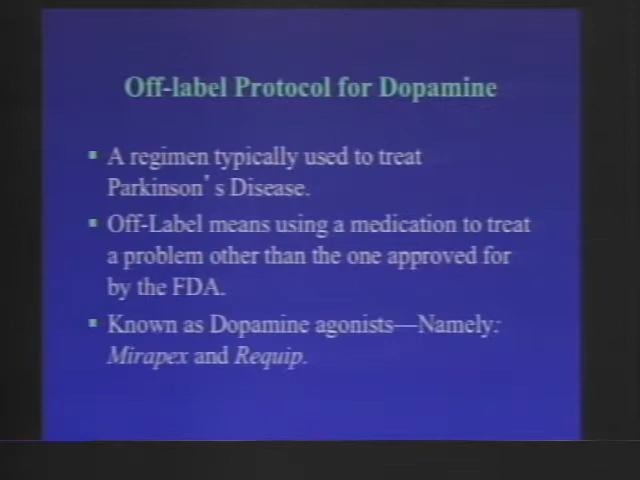 Off-label Protocol for Dopamine
▪ A regimen typically used to treat
Parkinson's Disease.
▪ Off-Label means using a medication to treat
a problem other than the one approved for
by the FDA.
▪ Known as Dopamine agonists—Namely:
Mirapex and Requip.